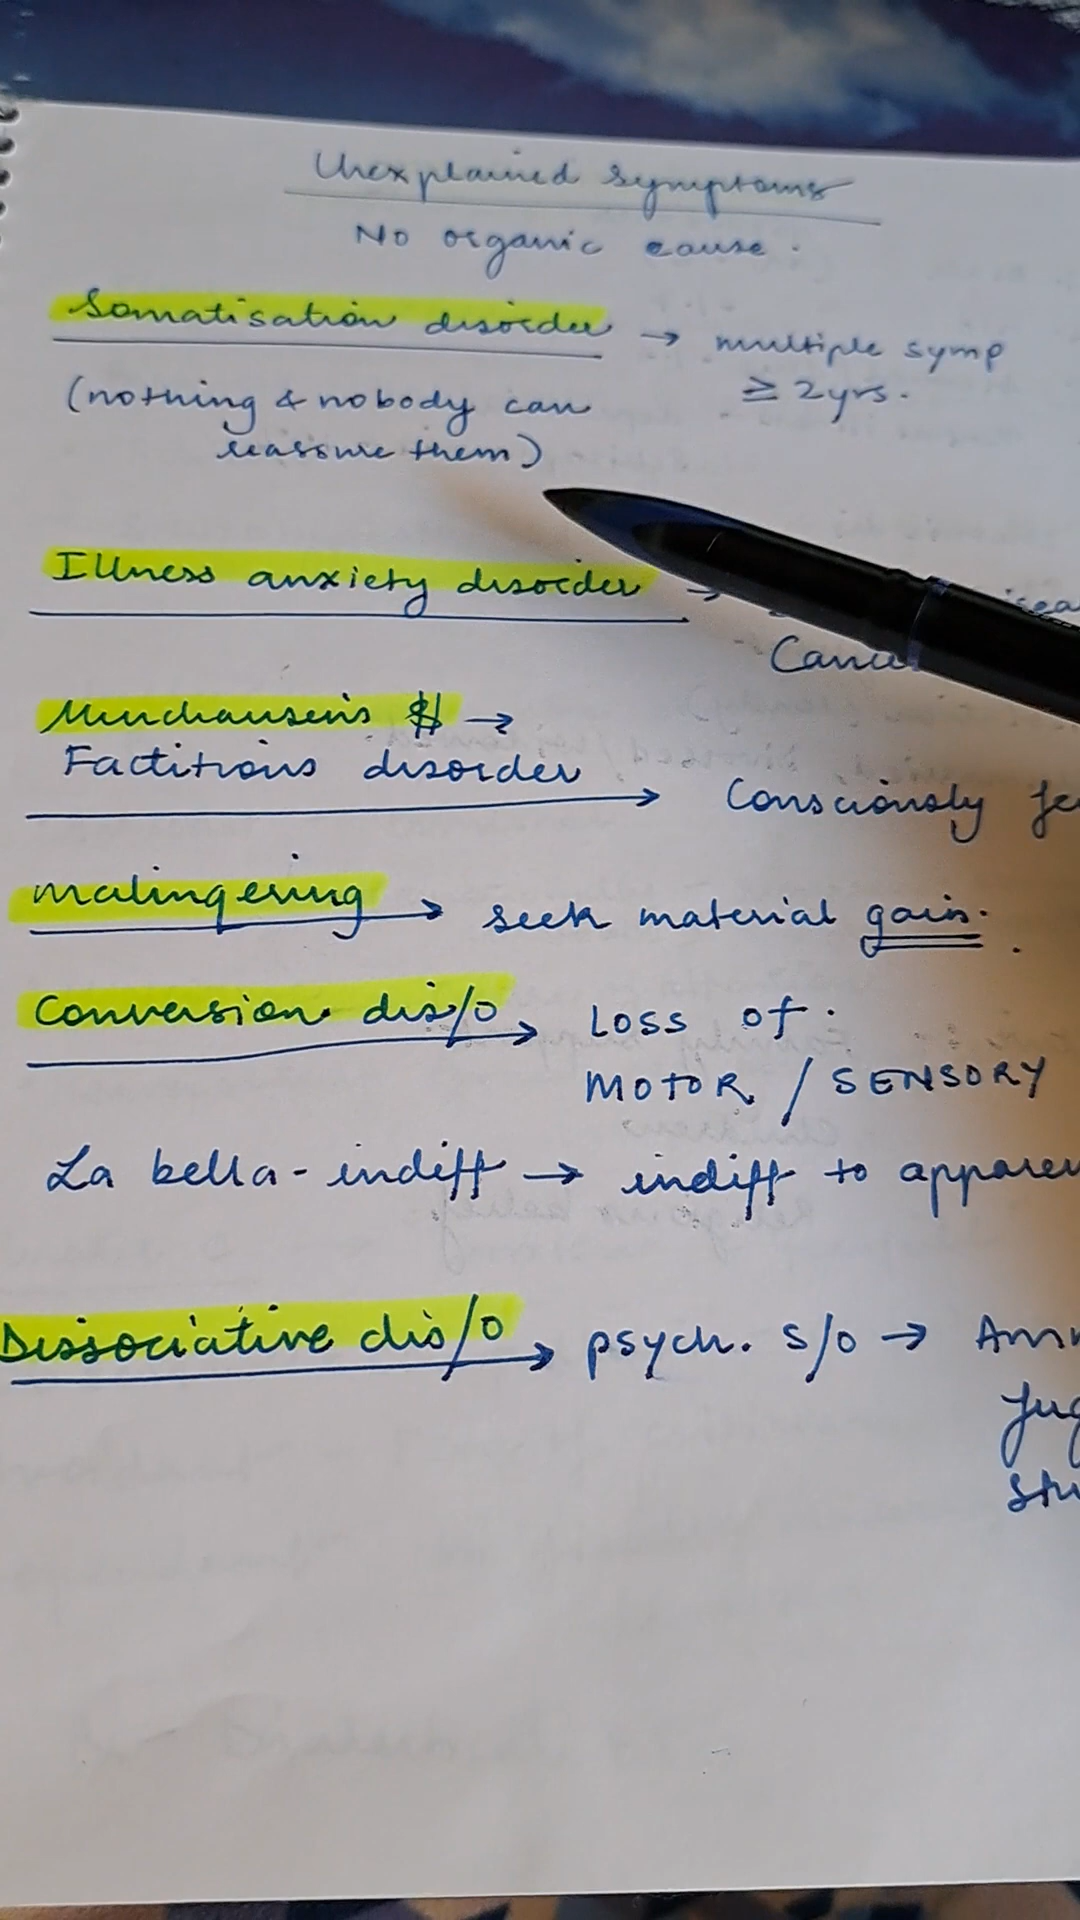 Unexplained Symptoms
No organic cause.
Somatisation disorder → multiple symp
≥ 2yrs.
(nothing & nobody can
reassure them)
Illness anxiety disorder →
Munchausen's $ →
Factitious disorder
→ Consciously
malingering → seek material gain.
Conversion dis/o → LOSS OF
MOTOR / SENSORY
La bella-indiff → indiff to
Dissociative dis/o → psych. s/o →